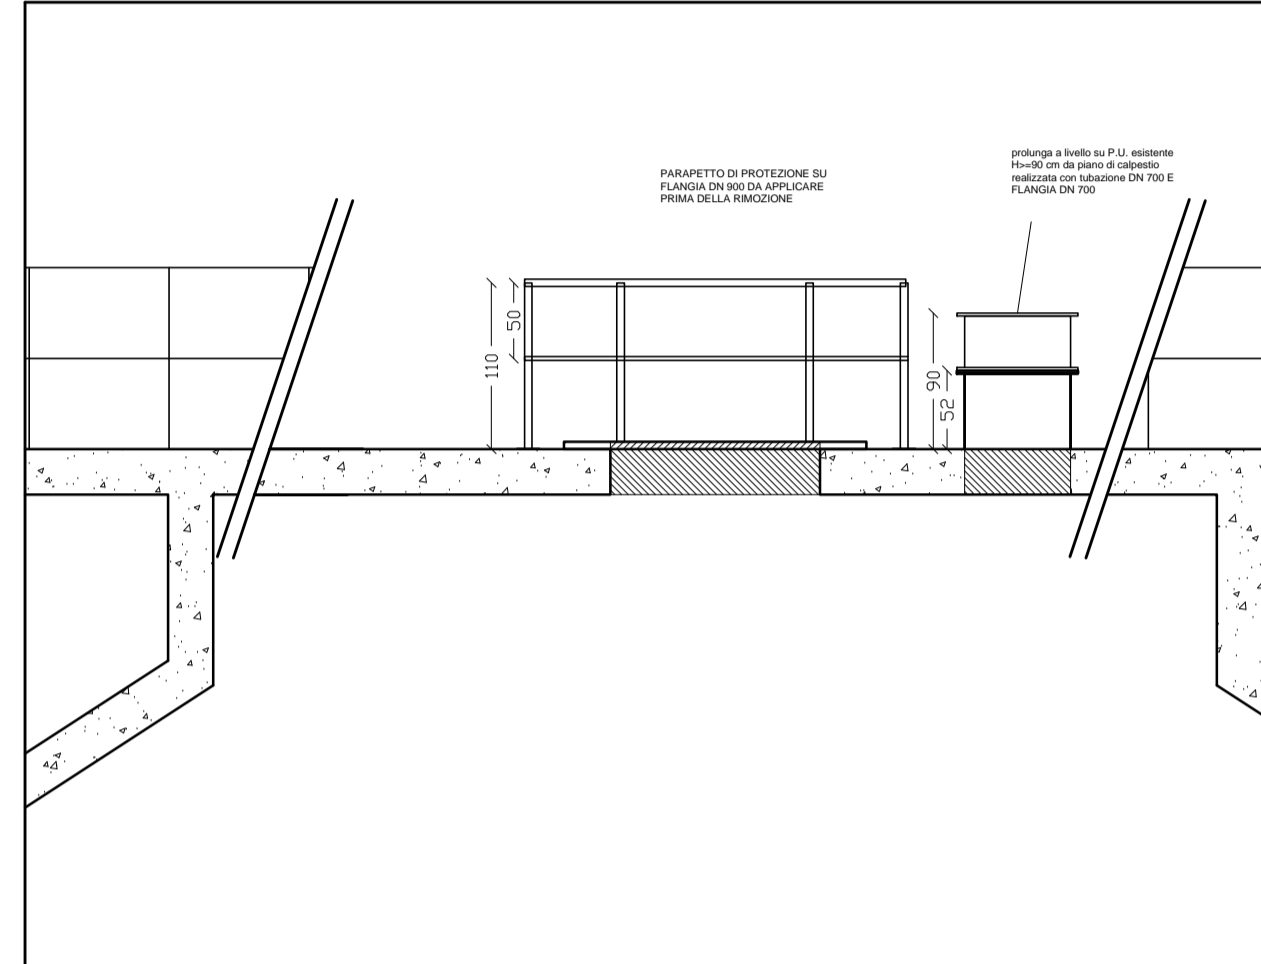 PARAPETTO DI PROTEZIONE SU
FLANGIA DN 900 DA APPLICARE
PRIMA DELLA RIMOZIONE
prolunga a livello su P.U. esistente
H>=90 cm da piano di calpestio
realizzata con tubazione DN 700 E
FLANGIA DN 700
110
50
90
52